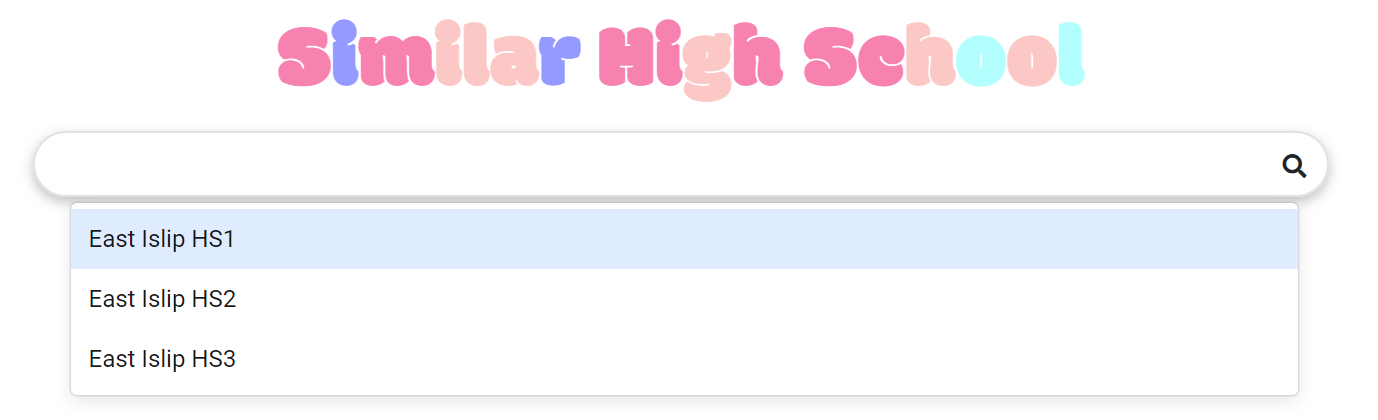 Similar High School
East Islip HS1
East Islip HS2
East Islip HS3